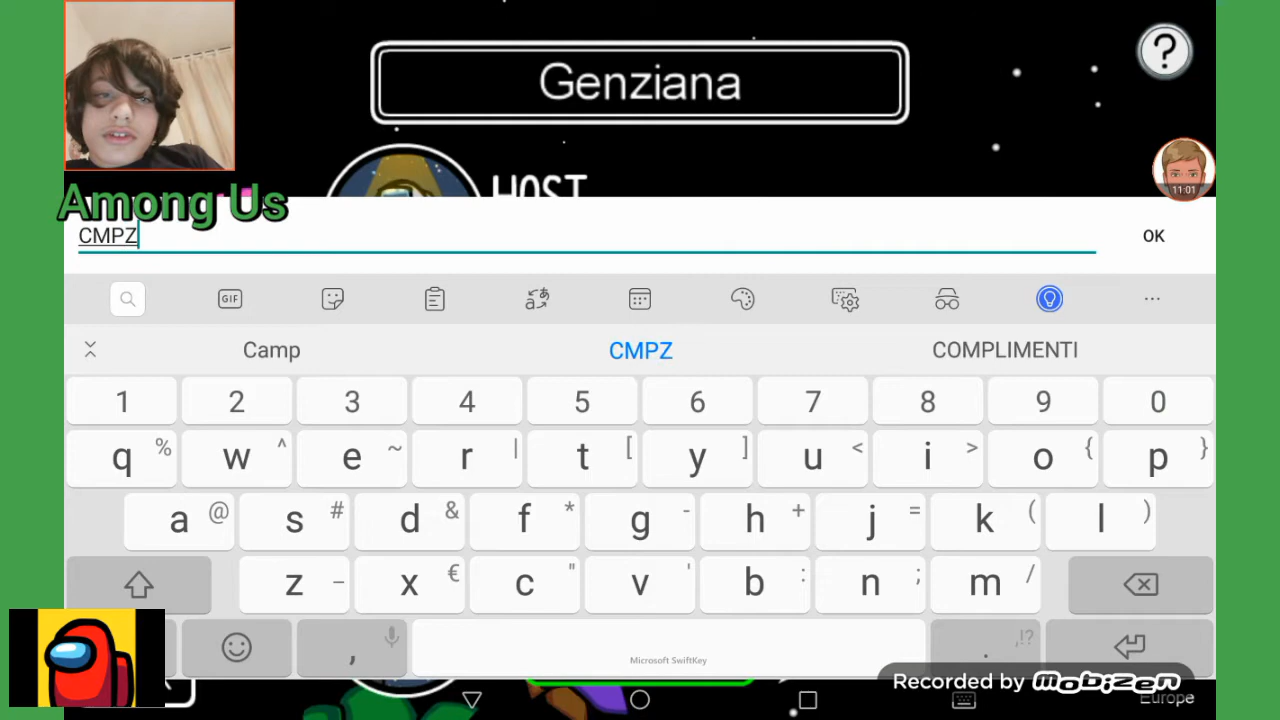 Genziana
?
HOST
11:01
Among Us
CMPZ
OK
GIF
Camp CMPZ COMPLIMENTI
1 2 3 4 5 6 7 8 9 0
q % w ^ e ~ r | t [ y ] u < i > o { p }
a @ s # d & f * g - h + j = k ( l )
z _ x € c " v ' b : n ; m /
, Microsoft SwiftKey . ,!?
Recorded by mobizen
Europe